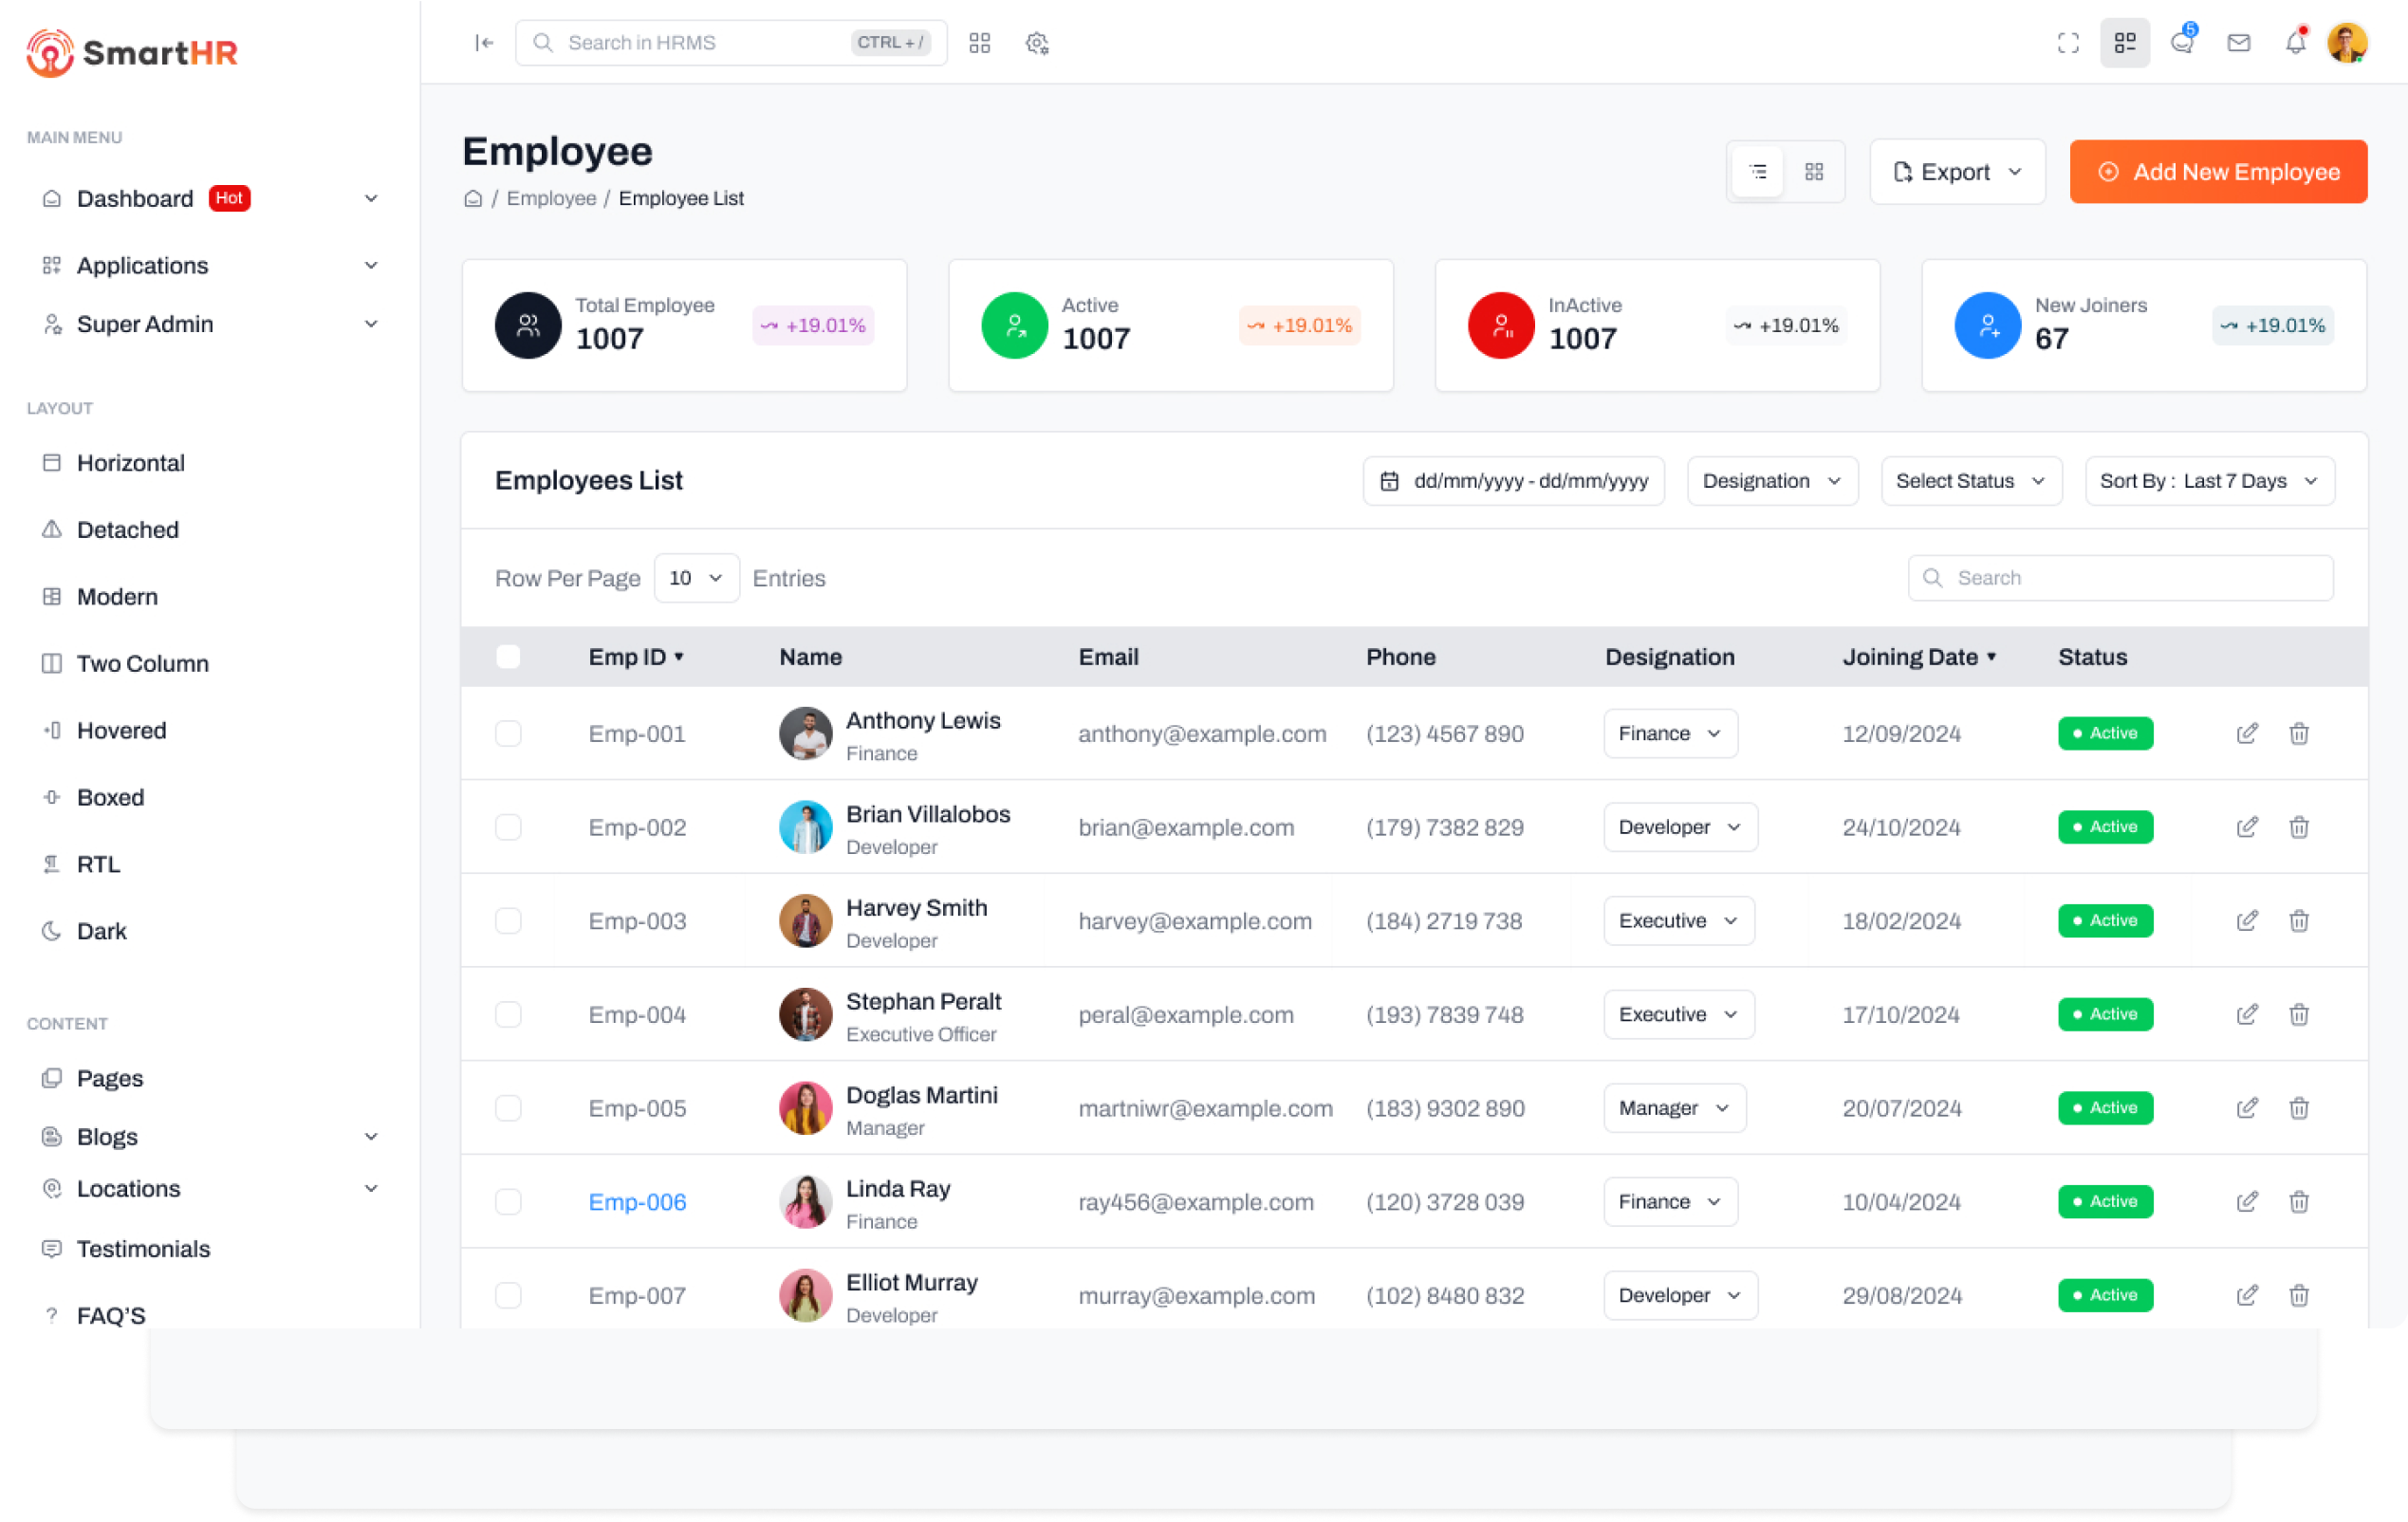 SmartHR
Search in HRMS CTRL + /
5
MAIN MENU
Dashboard Hot
Applications
Super Admin
LAYOUT
Horizontal
Detached
Modern
Two Column
Hovered
Boxed
RTL
Dark
CONTENT
Pages
Blogs
Locations
Testimonials
? FAQ’S
Employee
/ Employee / Employee List
Export
Add New Employee
Total Employee
1007
+19.01%
Active
1007
+19.01%
InActive
1007
+19.01%
New Joiners
67
+19.01%
Employees List
dd/mm/yyyy - dd/mm/yyyy
Designation
Select Status
Sort By : Last 7 Days
Row Per Page 10 Entries
Search
Emp ID Name Email Phone Designation Joining Date Status
Emp-001 Anthony Lewis anthony@example.com (123) 4567 890 Finance 12/09/2024 Active
Finance
Emp-002 Brian Villalobos brian@example.com (179) 7382 829 Developer 24/10/2024 Active
Developer
Emp-003 Harvey Smith harvey@example.com (184) 2719 738 Executive 18/02/2024 Active
Developer
Emp-004 Stephan Peralt peral@example.com (193) 7839 748 Executive 17/10/2024 Active
Executive Officer
Emp-005 Doglas Martini martniwr@example.com (183) 9302 890 Manager 20/07/2024 Active
Manager
Emp-006 Linda Ray ray456@example.com (120) 3728 039 Finance 10/04/2024 Active
Finance
Emp-007 Elliot Murray murray@example.com (102) 8480 832 Developer 29/08/2024 Active
Developer